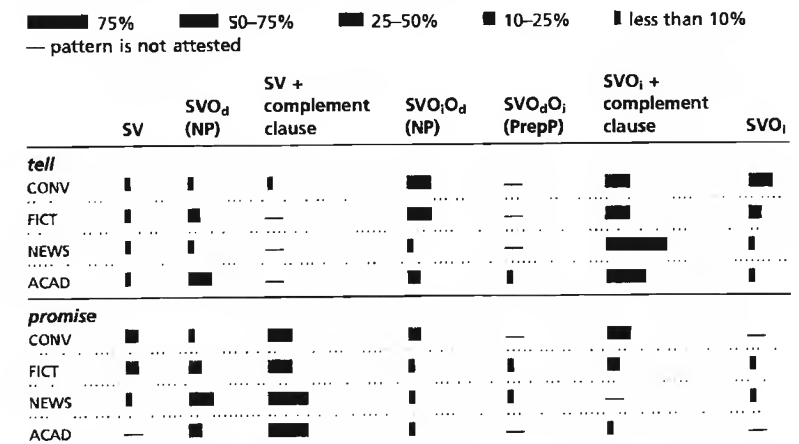 75% 50–75% 25–50% 10–25% less than 10%
— pattern is not attested
SV SVOd (NP) SV + complement clause SVOiOd (NP) SVOdOi (PrepP) SVOi + complement clause SVOi
tell
CONV —
FICT — —
NEWS — —
ACAD —
promise
CONV — —
FICT
NEWS —
ACAD — — —